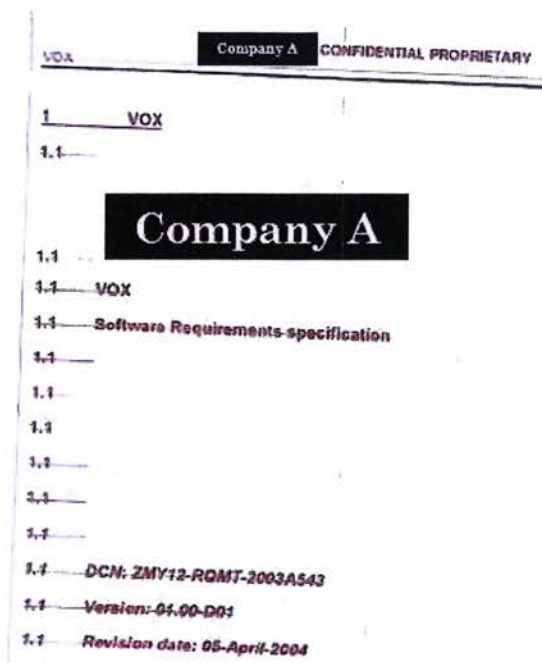 VOX Company A CONFIDENTIAL PROPRIETARY
1 VOX
1.1
Company A
1.1
1.1 VOX
1.1 Software Requirements specification
1.1
1.1
1.1
1.1
1.1
1.1
1.1 DCN: ZMY12-RQMT-2003A543
1.1 Version: 01.00-D01
1.1 Revision date: 05-April-2004